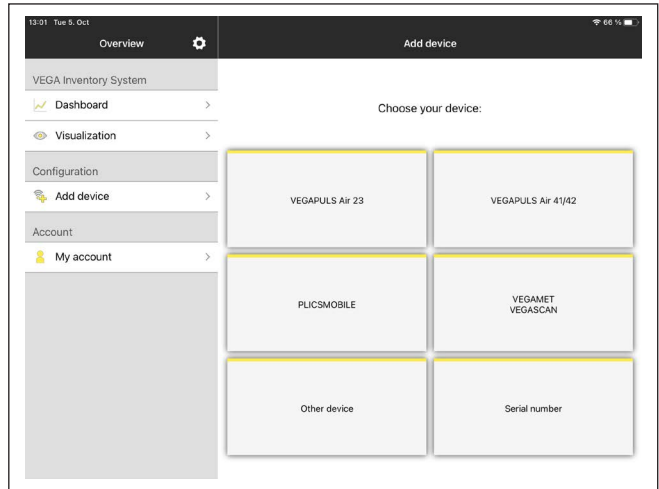 13:01 Tue 5. Oct
66 %
Overview
Add device
VEGA Inventory System
Dashboard
Visualization
Configuration
Add device
Account
My account
Choose your device:
VEGAPULS Air 23
VEGAPULS Air 41/42
PLICSMOBILE
VEGAMET
VEGASCAN
Other device
Serial number